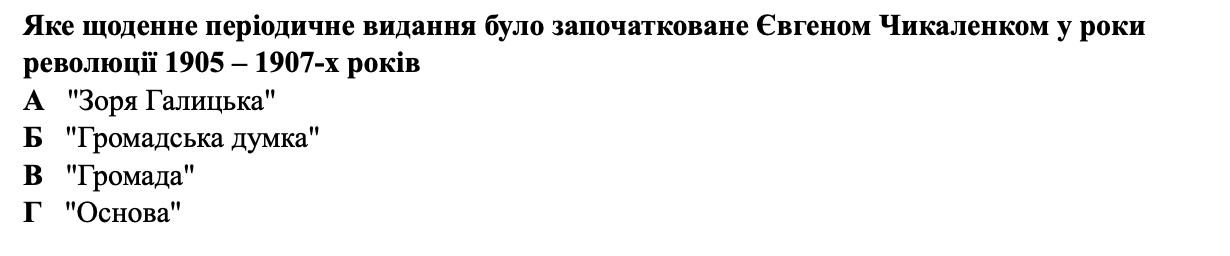 Яке щоденне періодичне видання було започатковане Євгеном Чикаленком у роки
революції 1905 – 1907-х років
А "Зоря Галицька"
Б "Громадська думка"
В "Громада"
Г "Основа"